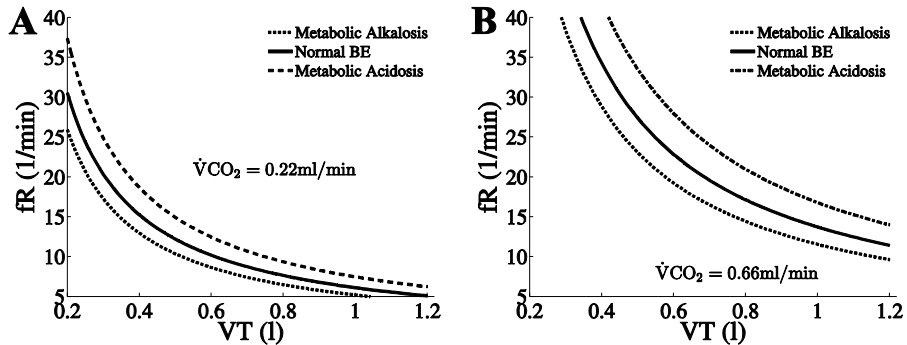 A
40
35
30
25
20
15
10
5
fR (1/min)
Metabolic Alkalosis
Normal BE
Metabolic Acidosis
V̇CO₂ = 0.22ml/min
0.2 0.4 0.6 0.8 1 1.2
VT (l)
B
40
35
30
25
20
15
10
5
fR (1/min)
Metabolic Alkalosis
Normal BE
Metabolic Acidosis
V̇CO₂ = 0.66ml/min
0.2 0.4 0.6 0.8 1 1.2
VT (l)